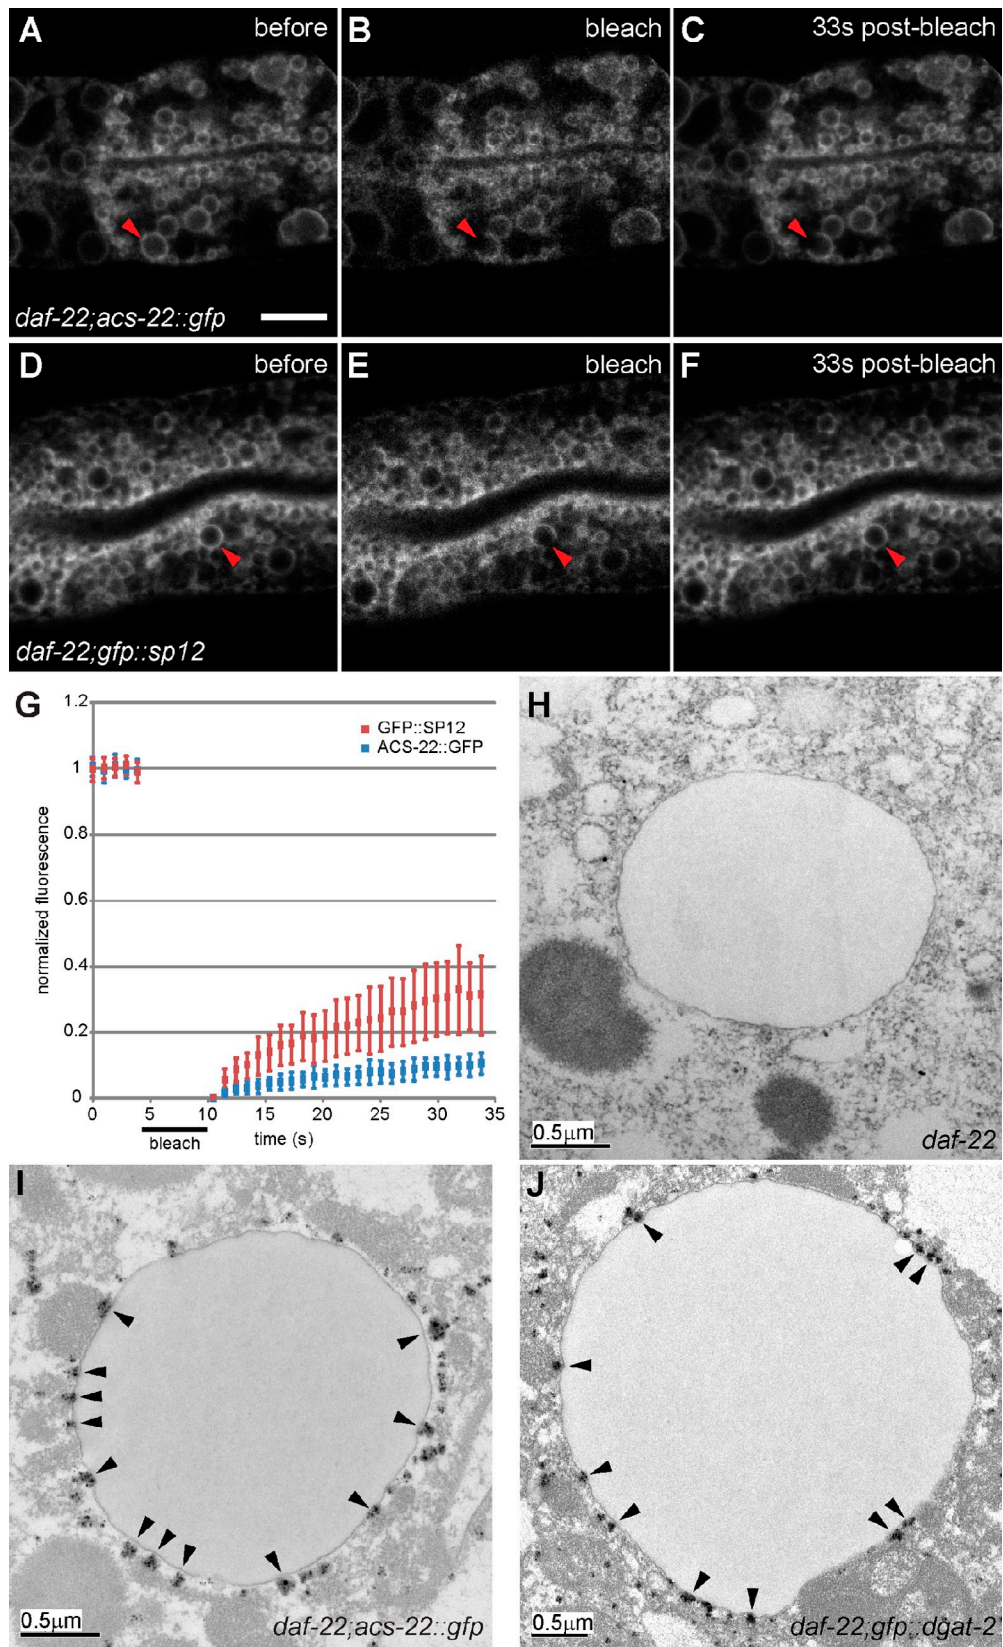 A before
B bleach
C 33s post-bleach
daf-22;acs-22::gfp
D before
E bleach
F 33s post-bleach
daf-22;gfp::sp12
G
1.2
1
0.8
0.6
0.4
0.2
0
normalized fluorescence
GFP::SP12
ACS-22::GFP
0 5 10 15 20 25 30 35
bleach
time (s)
H
0.5µm
daf-22
I
0.5µm
daf-22;acs-22::gfp
J
0.5µm
daf-22;gfp::dgat-2